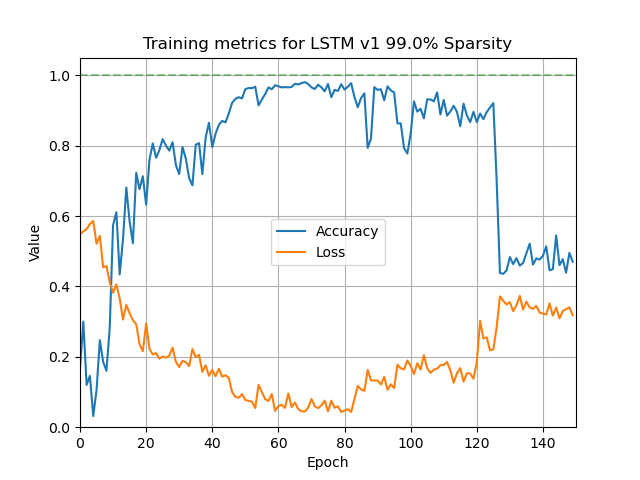 Training metrics for LSTM v1 99.0% Sparsity
1.0
0.8
0.6
0.4
0.2
0.0
Value
Accuracy
Loss
0 20 40 60 80 100 120 140
Epoch